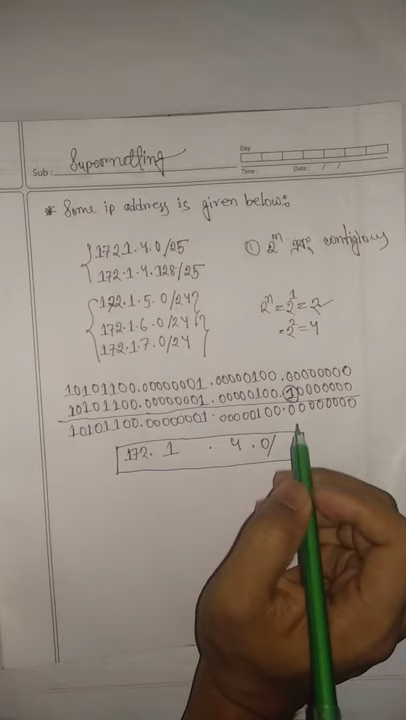 Sub: Supernetting
Day
Time: Date: / /
* Some ip address is given below:
172.1.4.0/25
172.1.4.128/25
172.1.5.0/24
172.1.6.0/24
172.1.7.0/24
① 2ⁿ contigious
2ⁿ = 2¹ = 2
= 2² = 4
10101100.00000001.00000100.00000000
10101100.00000001.00000100.10000000
10101100.00000001.00000100.00000000
172. 1 . 4 .0/